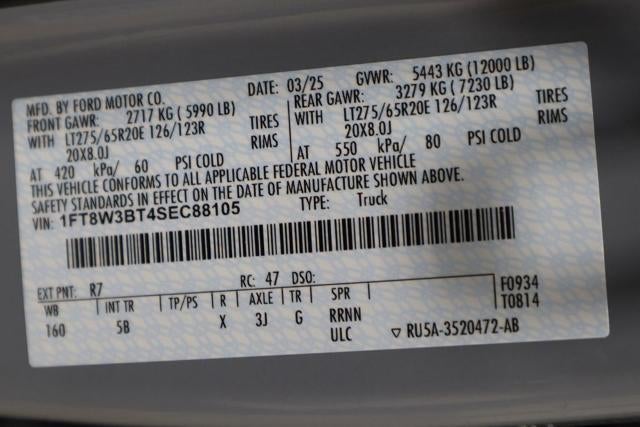 MFD. BY FORD MOTOR CO. DATE: 03/25 GVWR: 5443 KG (12000 LB)
FRONT GAWR: 2717 KG ( 5990 LB) REAR GAWR: 3279 KG ( 7230 LB)
WITH LT275/65R20E 126/123R TIRES WITH LT275/65R20E 126/123R TIRES
20X8.0J RIMS 20X8.0J RIMS
AT 420 kPa/ 60 PSI COLD AT 550 kPa/ 80 PSI COLD
THIS VEHICLE CONFORMS TO ALL APPLICABLE FEDERAL MOTOR VEHICLE
SAFETY STANDARDS IN EFFECT ON THE DATE OF MANUFACTURE SHOWN ABOVE.
VIN: 1FT8W3BT4SEC88105 TYPE: Truck
EXT PNT: R7 RC: 47 DSO: F0934
WB INT TR TP/PS R AXLE TR SPR T0814
160 5B X 3J G RRNN
ULC ▽ RU5A-3520472-AB